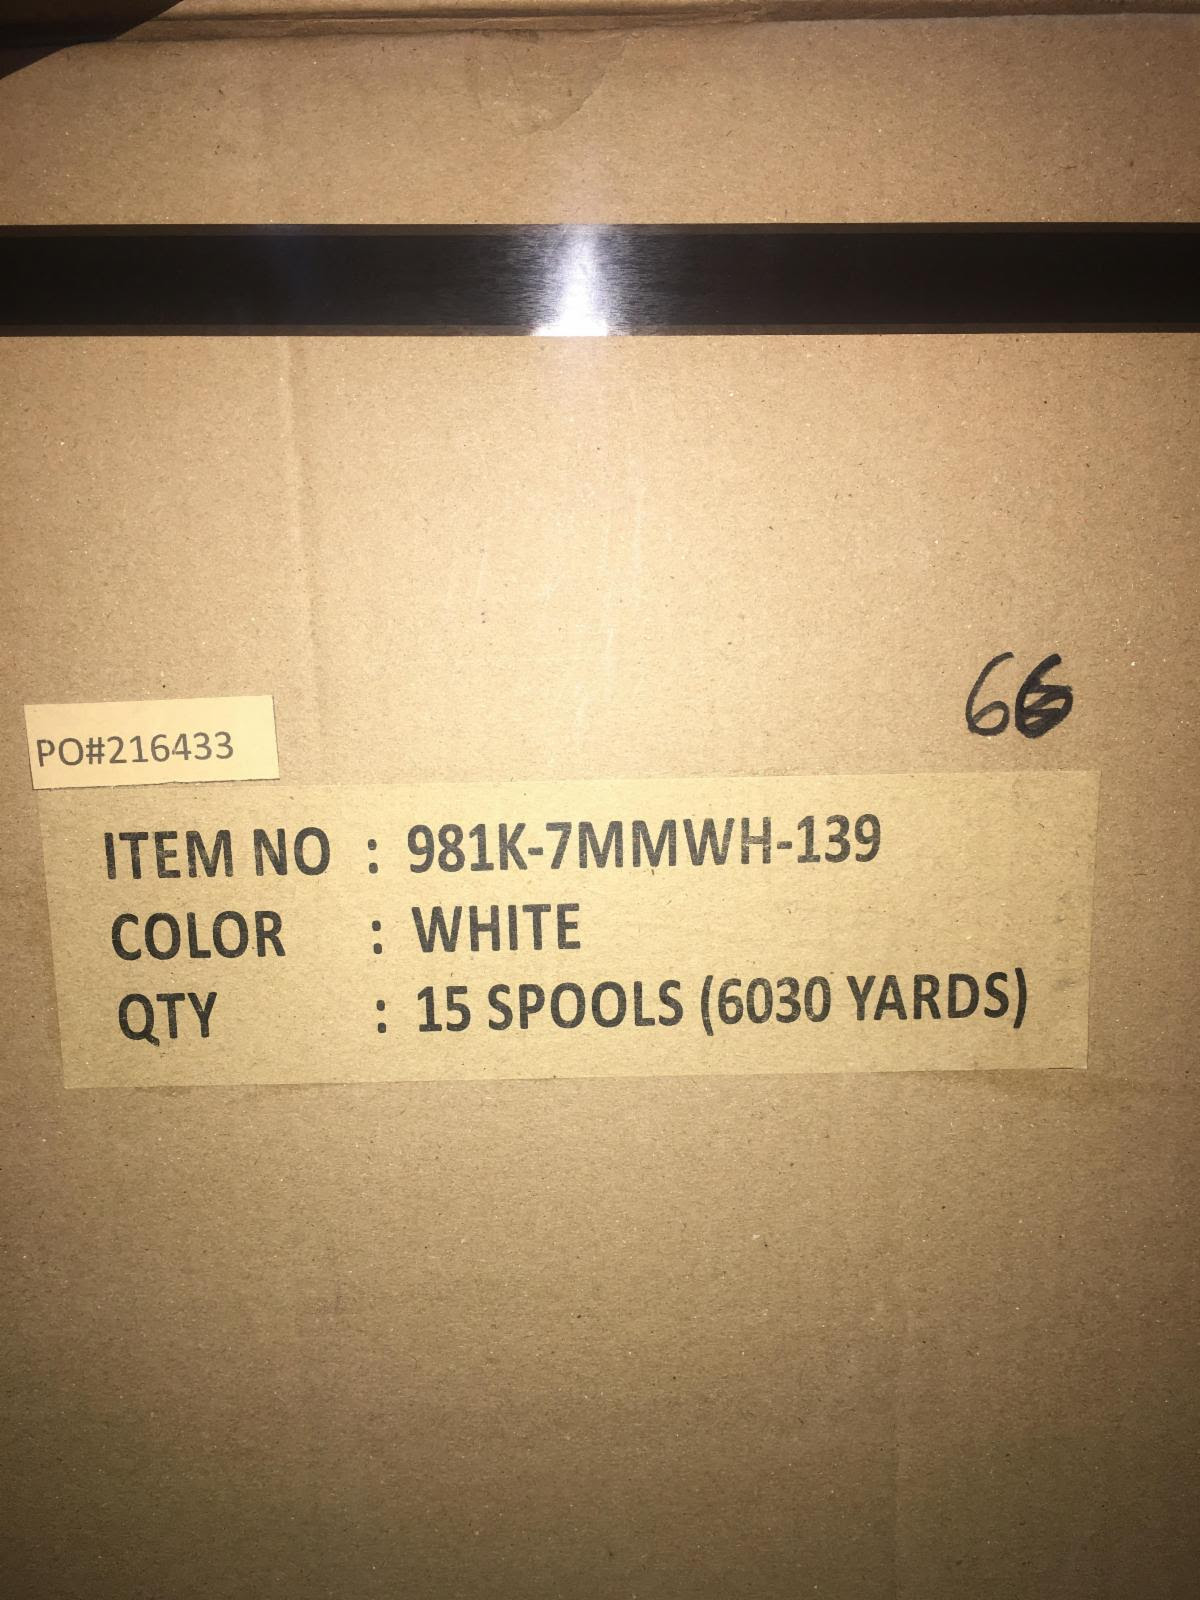 66
PO#216433
ITEM NO : 981K-7MMWH-139
COLOR : WHITE
QTY : 15 SPOOLS (6030 YARDS)